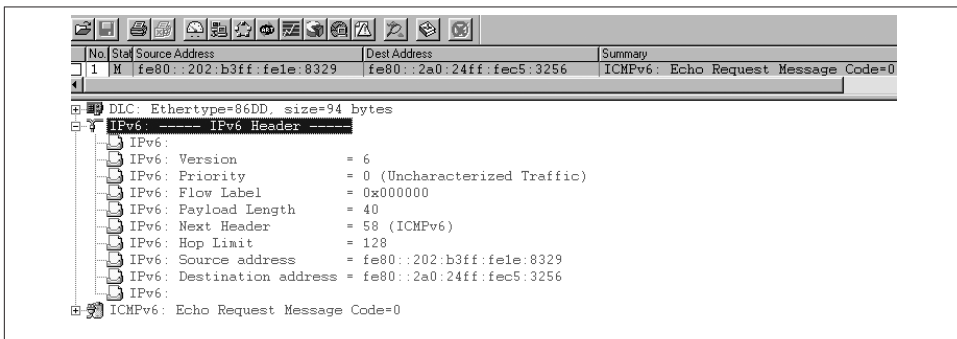 No. Stat Source Address Dest Address Summary
1 M fe80::202:b3ff:fe1e:8329 fe80::2a0:24ff:fec5:3256 ICMPv6: Echo Request Message Code=0
DLC: Ethertype=86DD, size=94 bytes
IPv6: ----- IPv6 Header -----
IPv6:
IPv6: Version = 6
IPv6: Priority = 0 (Uncharacterized Traffic)
IPv6: Flow Label = 0x000000
IPv6: Payload Length = 40
IPv6: Next Header = 58 (ICMPv6)
IPv6: Hop Limit = 128
IPv6: Source address = fe80::202:b3ff:fe1e:8329
IPv6: Destination address = fe80::2a0:24ff:fec5:3256
IPv6:
ICMPv6: Echo Request Message Code=0